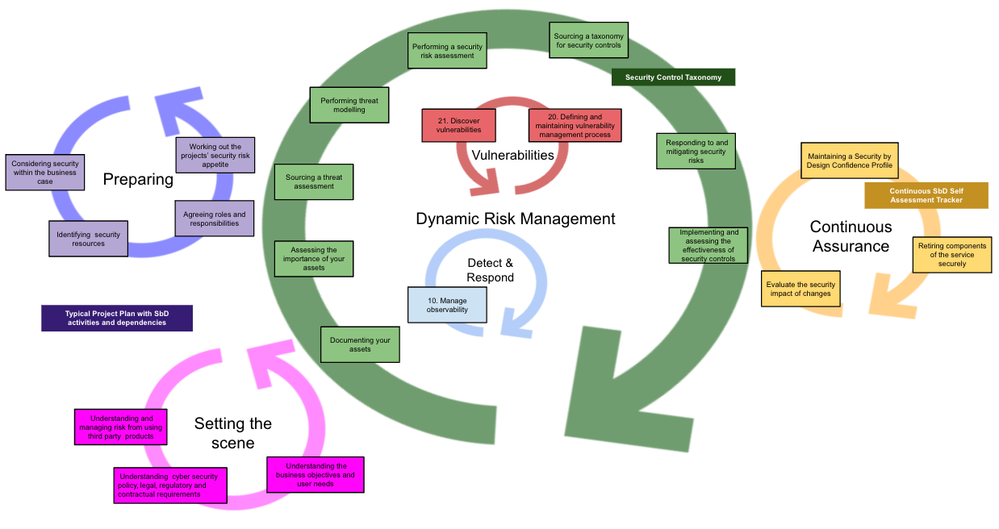 Performing a security
risk assessment
Sourcing a taxonomy
for security controls
Security Control Taxonomy
Performing threat
modelling
21. Discover
vulnerabilities
20. Defining and
maintaining vulnerability
management process
Vulnerabilities
Responding to and
mitigating security
risks
Working out the
projects' security risk
appetite
Considering security
within the business
case
Preparing
Agreeing roles and
responsibilities
Identifying  security
resources
Sourcing a threat
assessment
Dynamic Risk Management
Implementing and
assessing the
effectiveness of
security controls
Assessing the
importance of your
assets
Detect &
Respond
10. Manage
observability
Documenting your
assets
Maintaining a Security by
Design Confidence Profile
Continuous SbD Self
Assessment Tracker
Continuous
Assurance
Retiring components
of the service
securely
Evaluate the security
impact of changes
Typical Project Plan with SbD
activities and dependencies
Understanding and
managing risk from using
third party  products
Setting the
scene
Understanding  cyber security
policy, legal, regulatory and
contractual requirements
Understanding the
business objectives and
user needs